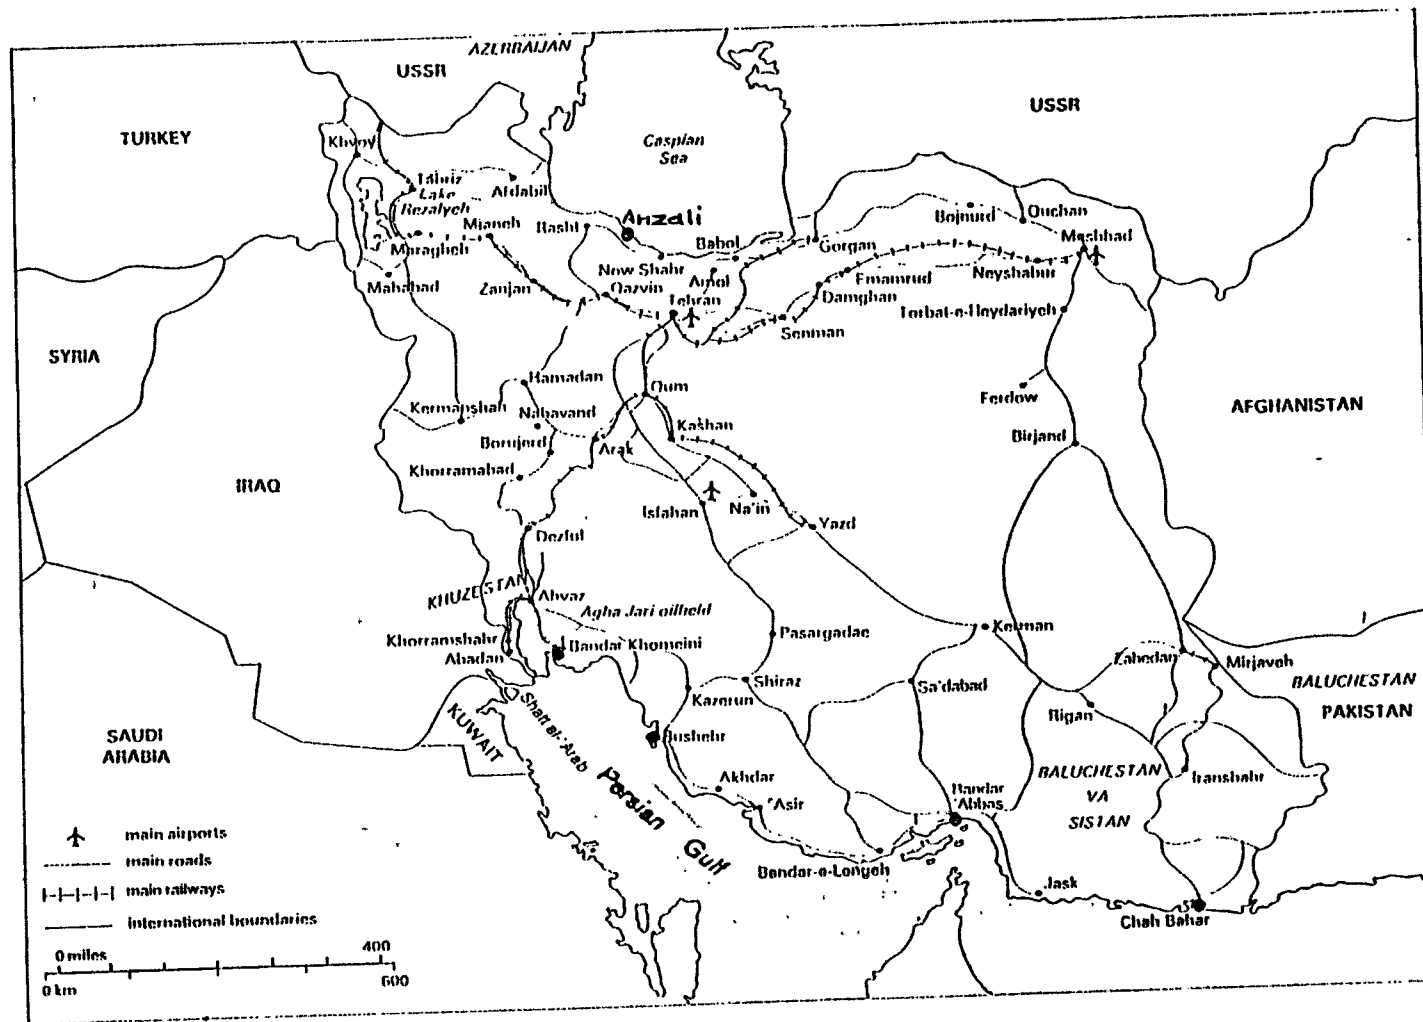 AZERBAIJAN
USSR
USSR
TURKEY
Caspian
Sea
Khvoy
Tabriz
Lake
Rezaiyeh
Ardabil
Anzali
Bojnurd
Quchan
Mianeh
Rasht
Babol
Gorgan
Meshhad
Maragheh
Now Shahr
Amol
Emamrud
Neyshabur
Mahabad
Zanjan
Qazvin
Tehran
Damghan
Torbat-e-Heydariyeh
Semnan
SYRIA
Hamadan
Qum
Ferdow
AFGHANISTAN
Kermanshah
Nahavand
Kashan
Birjand
Borujerd
Arak
Khorramabad
IRAQ
Isfahan
Na'in
Yazd
Dezful
KHUZESTAN
Ahvaz
Agha Jari oilfield
Khorramshahr
Bandar Khomeini
Pasargadae
Kerman
Abadan
Zahedan
Mirjaveh
Shiraz
Sa'dabad
BALUCHESTAN
Kazerun
Rigan
PAKISTAN
SAUDI
ARABIA
KUWAIT
Shatt al-'Arab
Bushehr
Persian
Gulf
Akhdar
'Asir
Bandar
'Abbas
BALUCHESTAN
VA
SISTAN
Iranshahr
Bandar-e-Longeh
Jask
Chah Bahar
main airports
main roads
main railways
international boundaries
0 miles
400
0 km
600